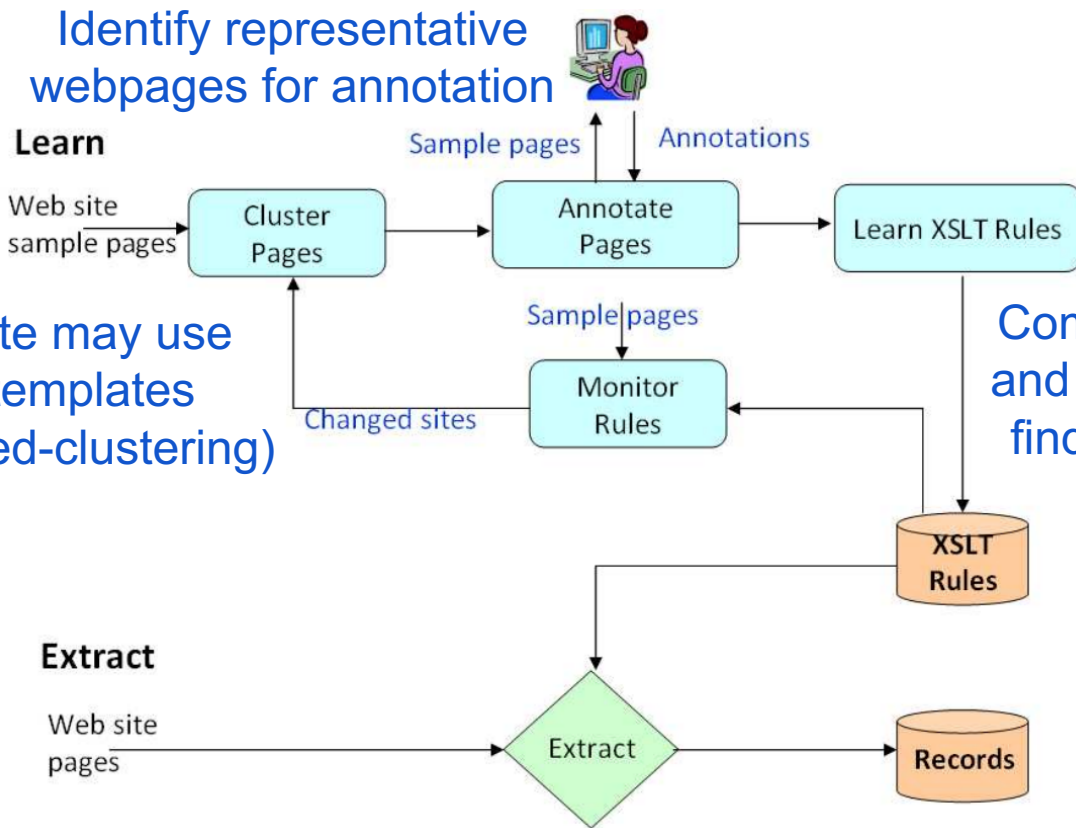 Identify representative
webpages for annotation
Learn
Sample pages
Annotations
Web site
sample pages
Cluster
Pages
Annotate
Pages
Learn XSLT Rules
te may use
templates
ed-clustering)
Sample pages
Monitor
Rules
Changed sites
Con
and
find
XSLT
Rules
Extract
Web site
pages
Extract
Records